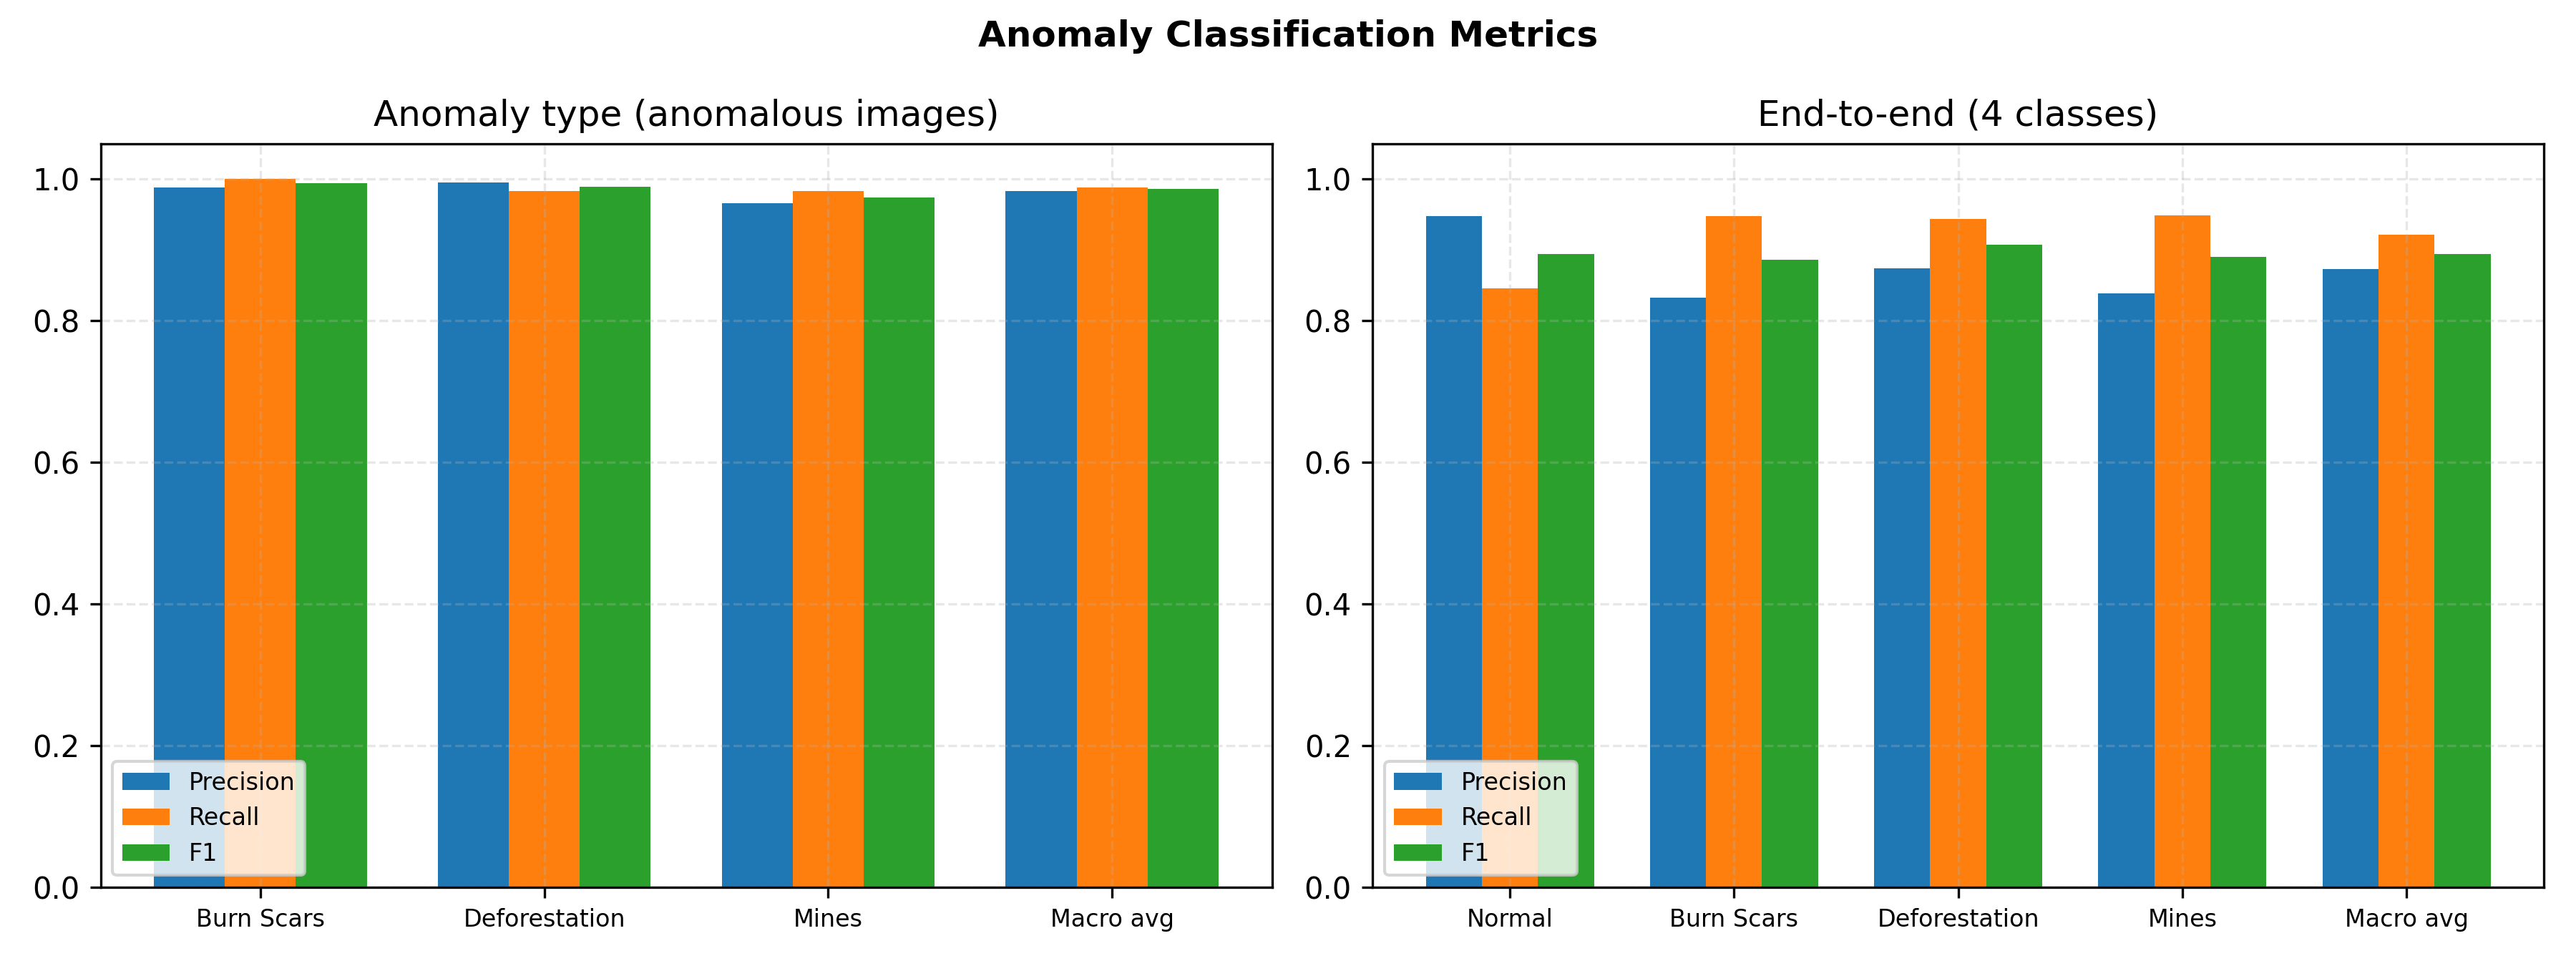 Anomaly Classification Metrics
Anomaly type (anomalous images)
1.0
0.8
0.6
0.4
0.2
0.0
Precision
Recall
F1
Burn Scars Deforestation Mines Macro avg
End-to-end (4 classes)
1.0
0.8
0.6
0.4
0.2
0.0
Precision
Recall
F1
Normal Burn Scars Deforestation Mines Macro avg